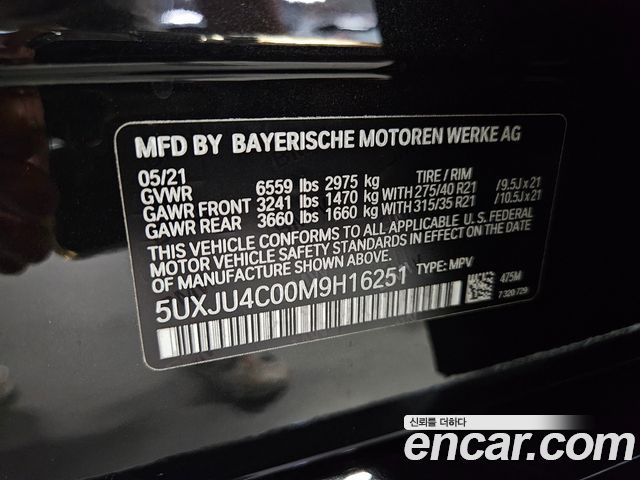 MFD BY BAYERISCHE MOTOREN WERKE AG
05/21
GVWR 6559 lbs 2975 kg TIRE / RIM
GAWR FRONT 3241 lbs 1470 kg WITH 275/40 R21 /9.5J x 21
GAWR REAR 3660 lbs 1660 kg WITH 315/35 R21 /10.5J x 21
THIS VEHICLE CONFORMS TO ALL APPLICABLE U.S. FEDERAL
MOTOR VEHICLE SAFETY STANDARDS IN EFFECT ON THE DATE
OF MANUFACTURE SHOWN ABOVE.
5UXJU4C00M9H16251 TYPE: MPV
475M
7320729
신뢰를 더하다
encar.com